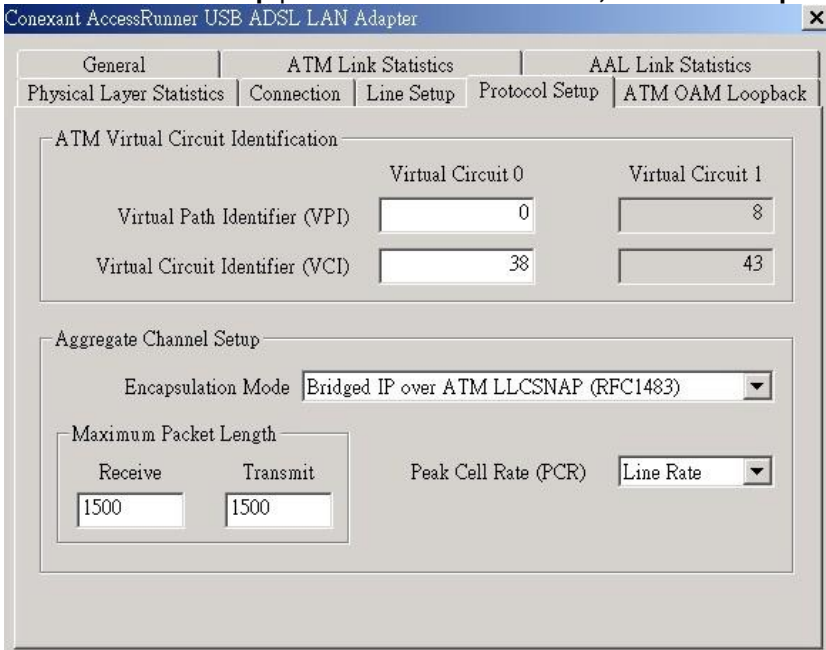 Conexant AccessRunner USB ADSL LAN Adapter
General ATM Link Statistics AAL Link Statistics
Physical Layer Statistics Connection Line Setup Protocol Setup ATM OAM Loopback
ATM Virtual Circuit Identification
Virtual Circuit 0 Virtual Circuit 1
Virtual Path Identifier (VPI) 0 8
Virtual Circuit Identifier (VCI) 38 43
Aggregate Channel Setup
Encapsulation Mode Bridged IP over ATM LLCSNAP (RFC1483)
Maximum Packet Length
Receive Transmit Peak Cell Rate (PCR) Line Rate
1500 1500